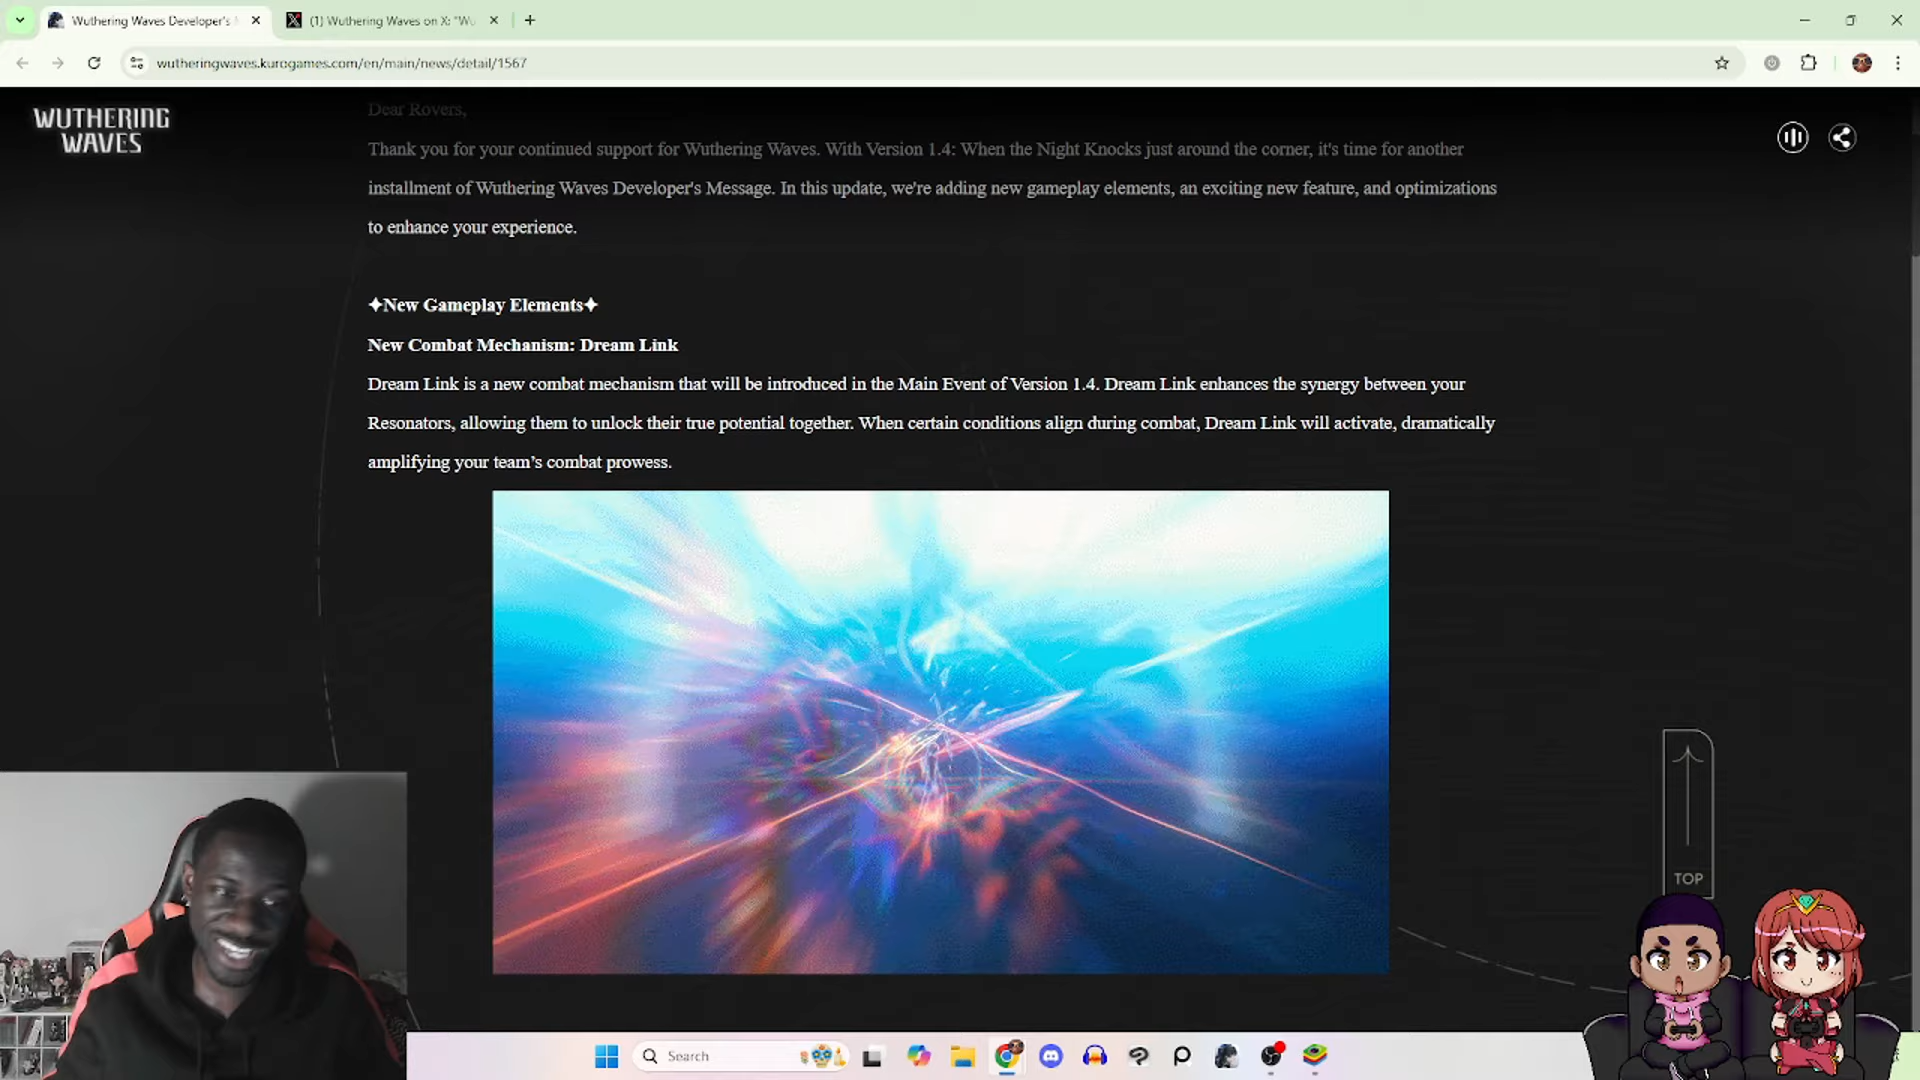 Wuthering Waves Developer's
(1) Wuthering Waves on X: "Wu
wutheringwaves.kurogames.com/en/main/news/detail/1567
WUTHERING
WAVES
Dear Rovers,
Thank you for your continued support for Wuthering Waves. With Version 1.4: When the Night Knocks just around the corner, it's time for another
installment of Wuthering Waves Developer's Message. In this update, we're adding new gameplay elements, an exciting new feature, and optimizations
to enhance your experience.
✦New Gameplay Elements✦
New Combat Mechanism: Dream Link
Dream Link is a new combat mechanism that will be introduced in the Main Event of Version 1.4. Dream Link enhances the synergy between your
Resonators, allowing them to unlock their true potential together. When certain conditions align during combat, Dream Link will activate, dramatically
amplifying your team’s combat prowess.
TOP
Search